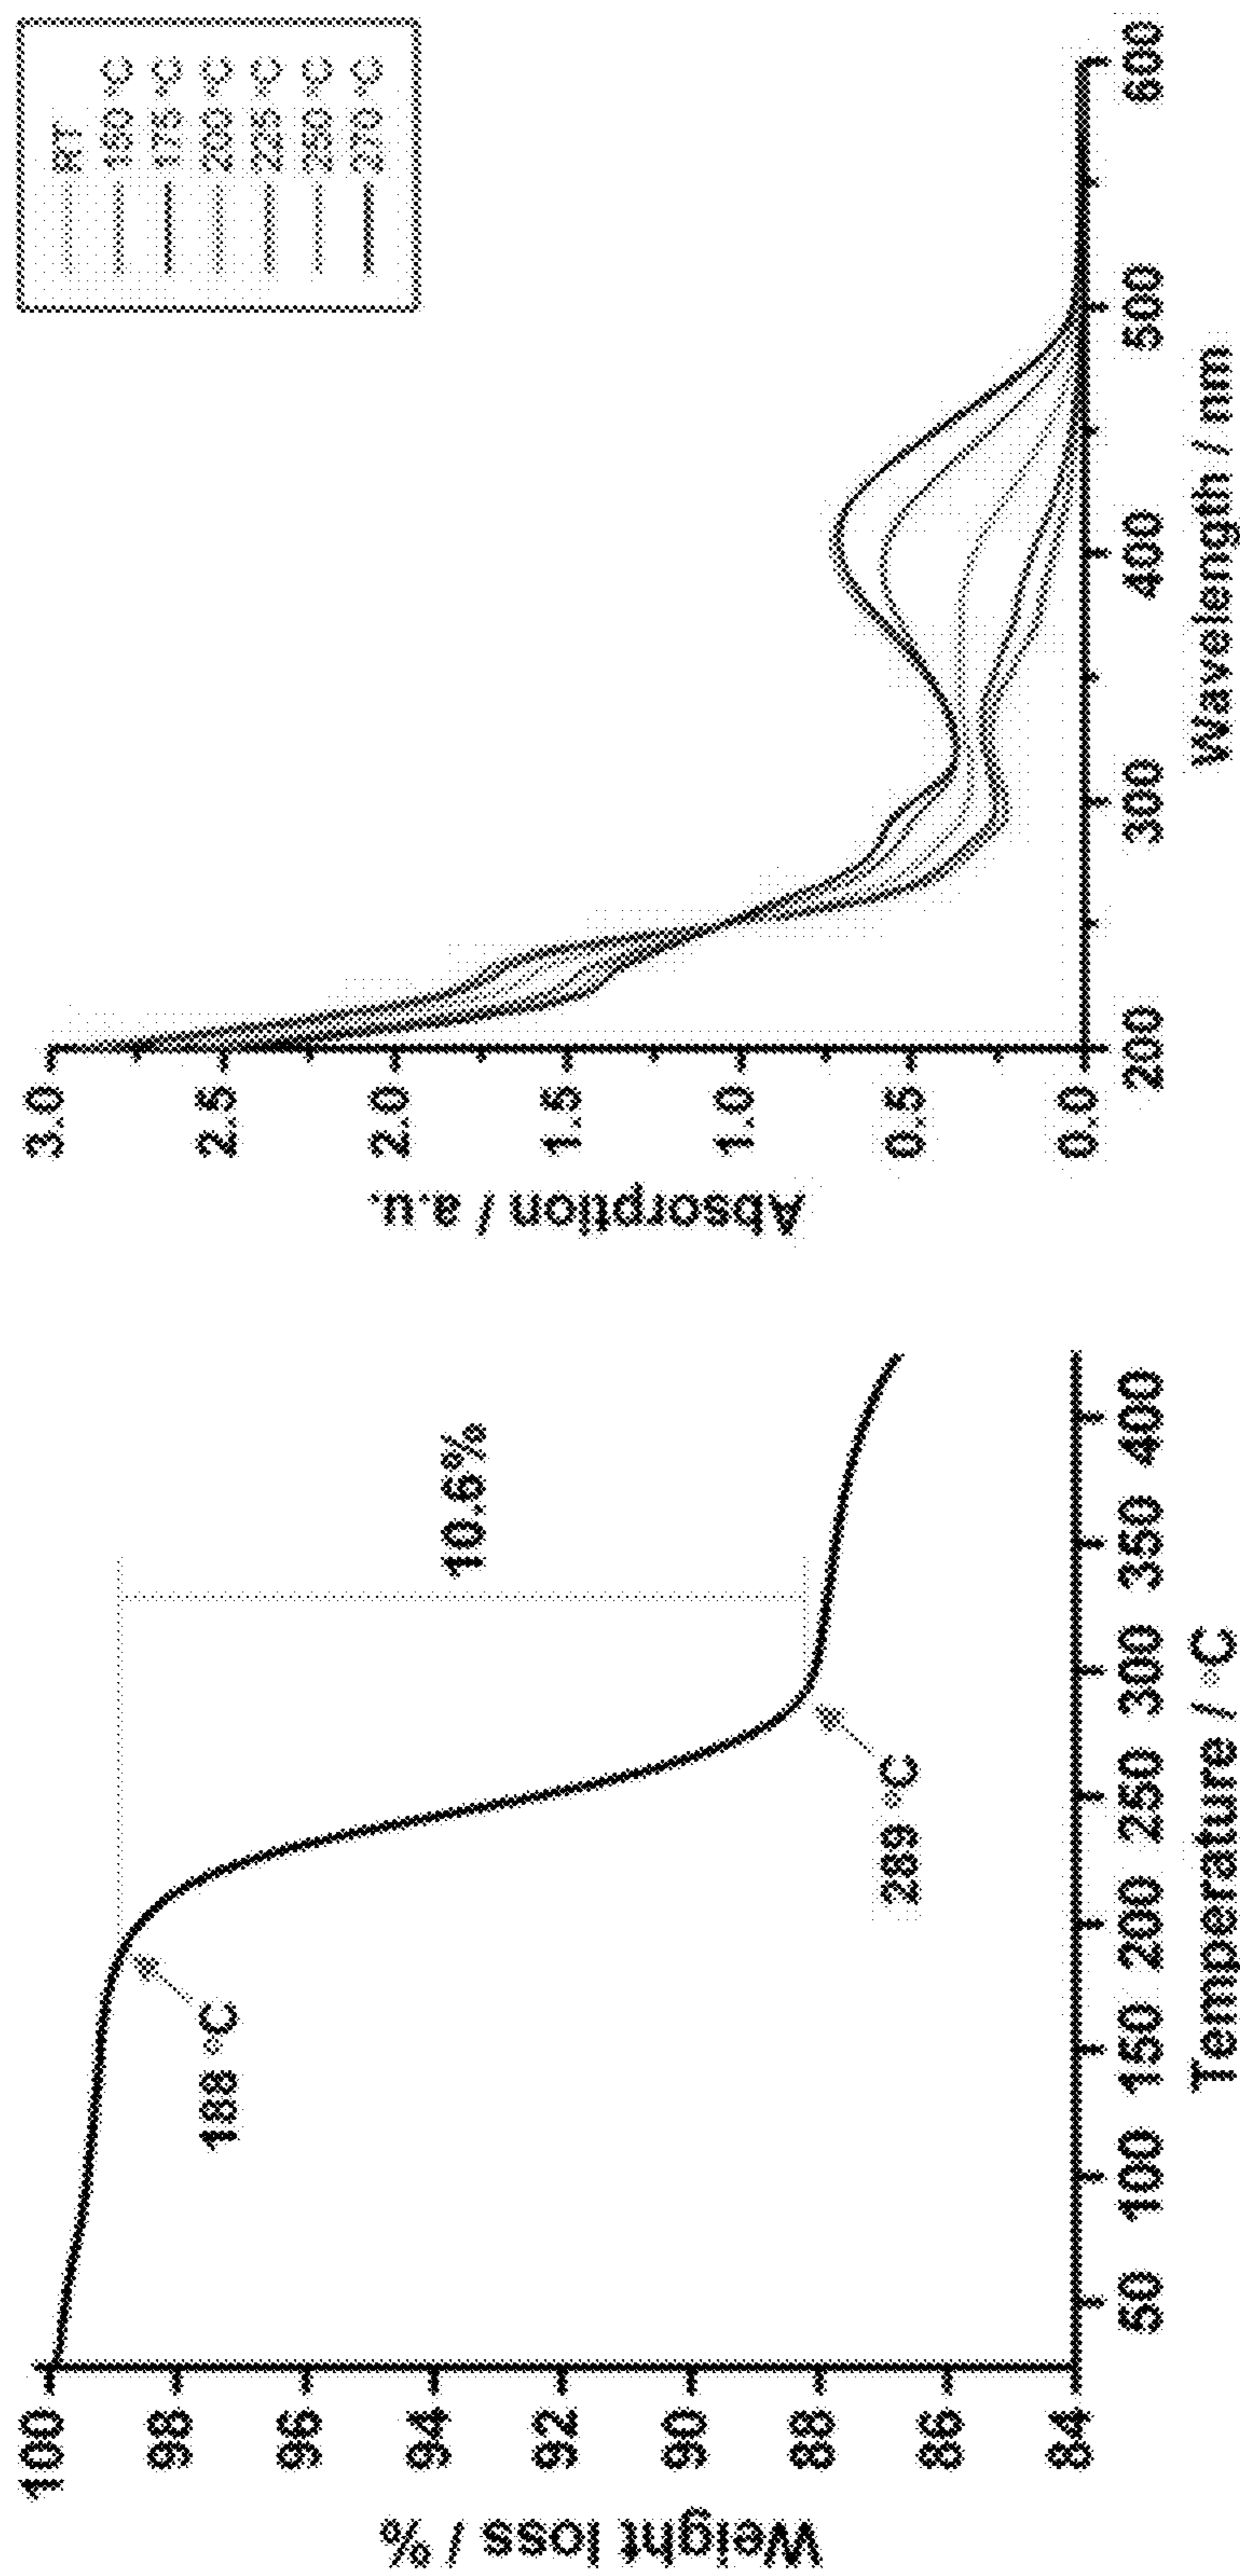 100
98
96
94
92
90
88
86
84
Weight loss / %
188 °C
289 °C
10.6%
50
100
150
200
250
300
350
400
Temperature / °C
3.0
2.5
2.0
1.5
1.0
0.5
0.0
Absorption / a.u.
RT
175 °C
200 °C
225 °C
270 °C
200
300
400
500
600
Wavelength / nm